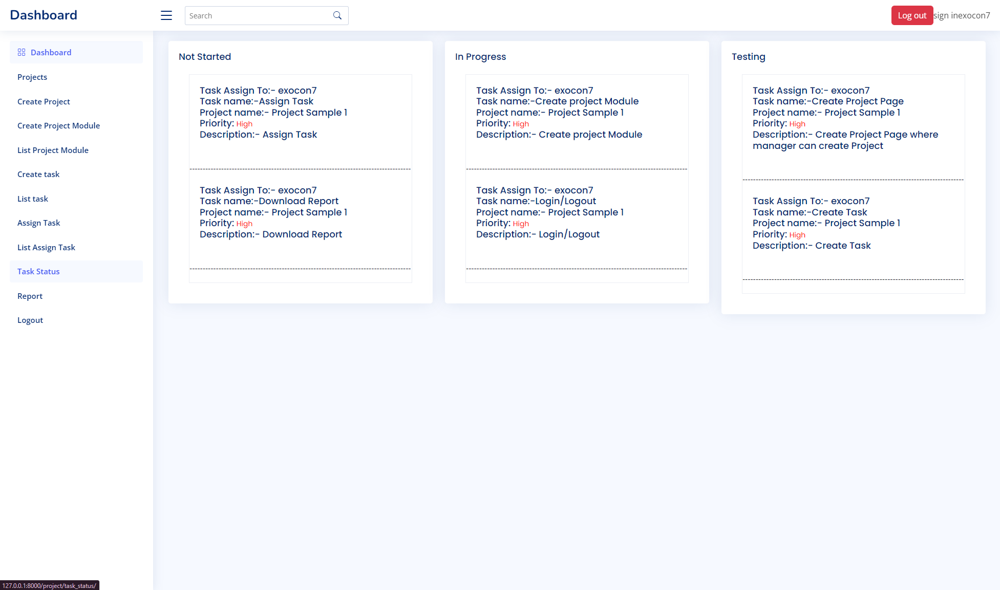 Dashboard
Search
Log out
sign inexocon7
Dashboard
Projects
Create Project
Create Project Module
List Project Module
Create task
List task
Assign Task
List Assign Task
Task Status
Report
Logout
Not Started
Task Assign To:- exocon7
Task name:-Assign Task
Project name:- Project Sample 1
Priority: High
Description:- Assign Task
Task Assign To:- exocon7
Task name:-Download Report
Project name:- Project Sample 1
Priority: High
Description:- Download Report
In Progress
Task Assign To:- exocon7
Task name:-Create project Module
Project name:- Project Sample 1
Priority: High
Description:- Create project Module
Task Assign To:- exocon7
Task name:-Login/Logout
Project name:- Project Sample 1
Priority: High
Description:- Login/Logout
Testing
Task Assign To:- exocon7
Task name:-Create Project Page
Project name:- Project Sample 1
Priority: High
Description:- Create Project Page where
manager can create Project
Task Assign To:- exocon7
Task name:-Create Task
Project name:- Project Sample 1
Priority: High
Description:- Create Task
127.0.0.1:8000/project/task_status/